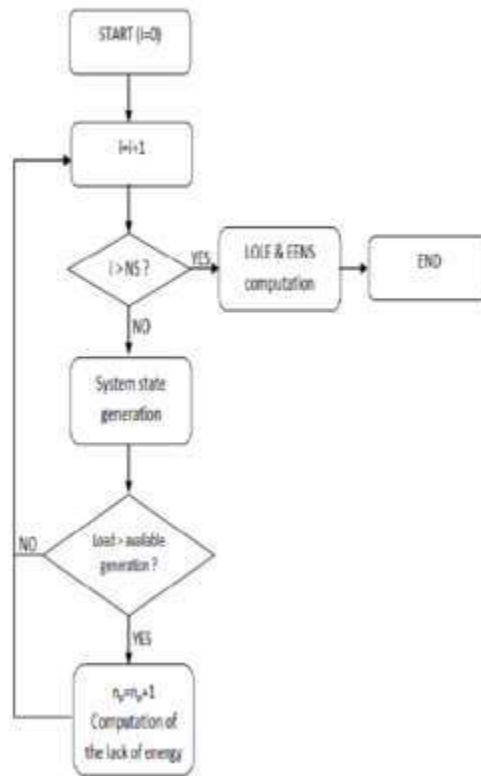 START (i=0)
i=i+1
i > NS ?
YES
LOLE & EENS
computation
END
NO
System state
generation
Load > available
generation ?
NO
YES
Computation of
the lack of energy